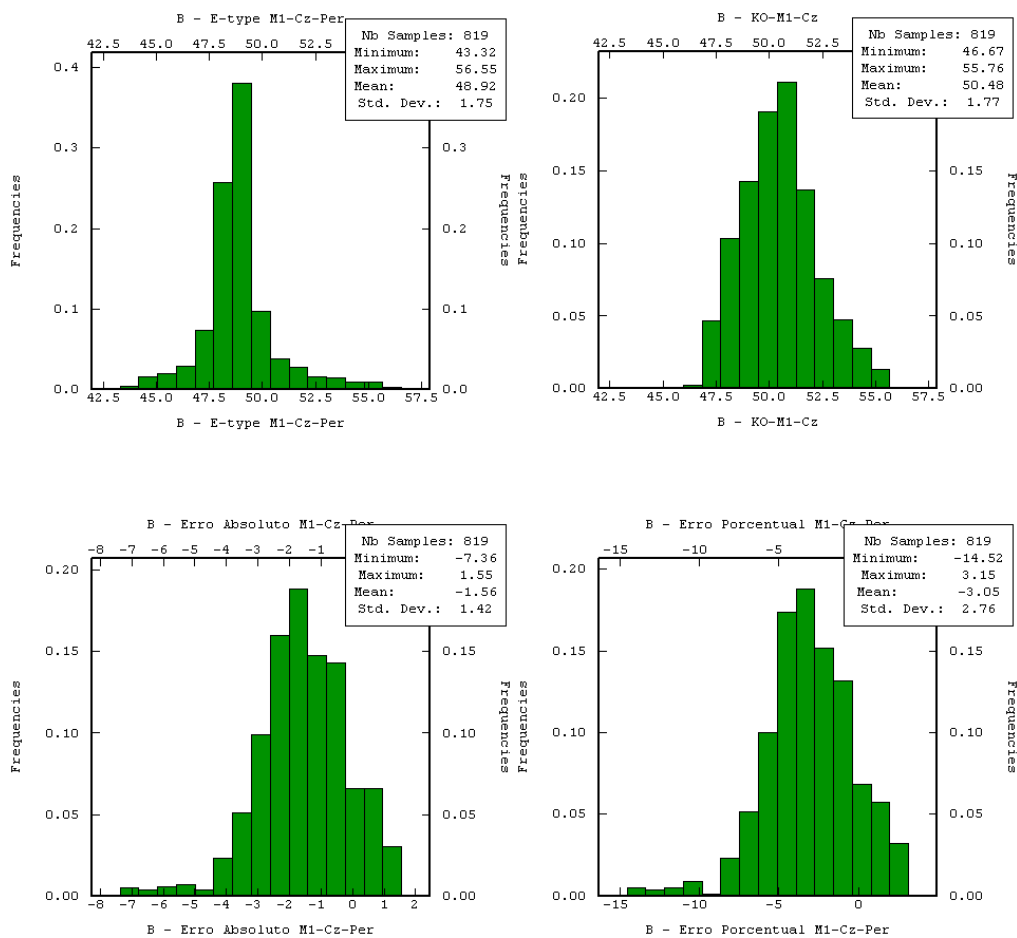 B - E-type M1-Cz-Per
42.5 45.0 47.5 50.0 52.5
Nb Samples: 819
Minimum: 43.32
Maximum: 56.55
Mean: 48.92
Std. Dev.: 1.75
0.4
0.3 0.3
0.2
0.1 0.1
0.0 0.0
Frequencies
Frequencies
42.5 45.0 47.5 50.0 52.5 55.0 57.5
B - E-type M1-Cz-Per
B - KO-M1-Cz
42.5 45.0 47.5 50.0 52.5
Nb Samples: 819
Minimum: 46.67
Maximum: 55.76
Mean: 50.48
Std. Dev.: 1.77
0.20
0.15 0.15
0.10 0.10
0.05 0.05
0.00 0.00
Frequencies
Frequencies
42.5 45.0 47.5 50.0 52.5 55.0 57.5
B - KO-M1-Cz
B - Erro Absoluto M1-Cz-Per
-8 -7 -6 -5 -4 -3 -2 -1
Nb Samples: 819
Minimum: -7.36
Maximum: 1.55
Mean: -1.56
Std. Dev.: 1.42
0.20
0.15 0.15
0.10 0.10
0.05 0.05
0.00 0.00
Frequencies
Frequencies
-8 -7 -6 -5 -4 -3 -2 -1 0 1 2
B - Erro Absoluto M1-Cz-Per
B - Erro Porcentual M1-Cz-Per
-15 -10 -5
Nb Samples: 819
Minimum: -14.52
Maximum: 3.15
Mean: -3.05
Std. Dev.: 2.76
0.20
0.15 0.15
0.10 0.10
0.05 0.05
0.00 0.00
Frequencies
Frequencies
-15 -10 -5 0
B - Erro Porcentual M1-Cz-Per